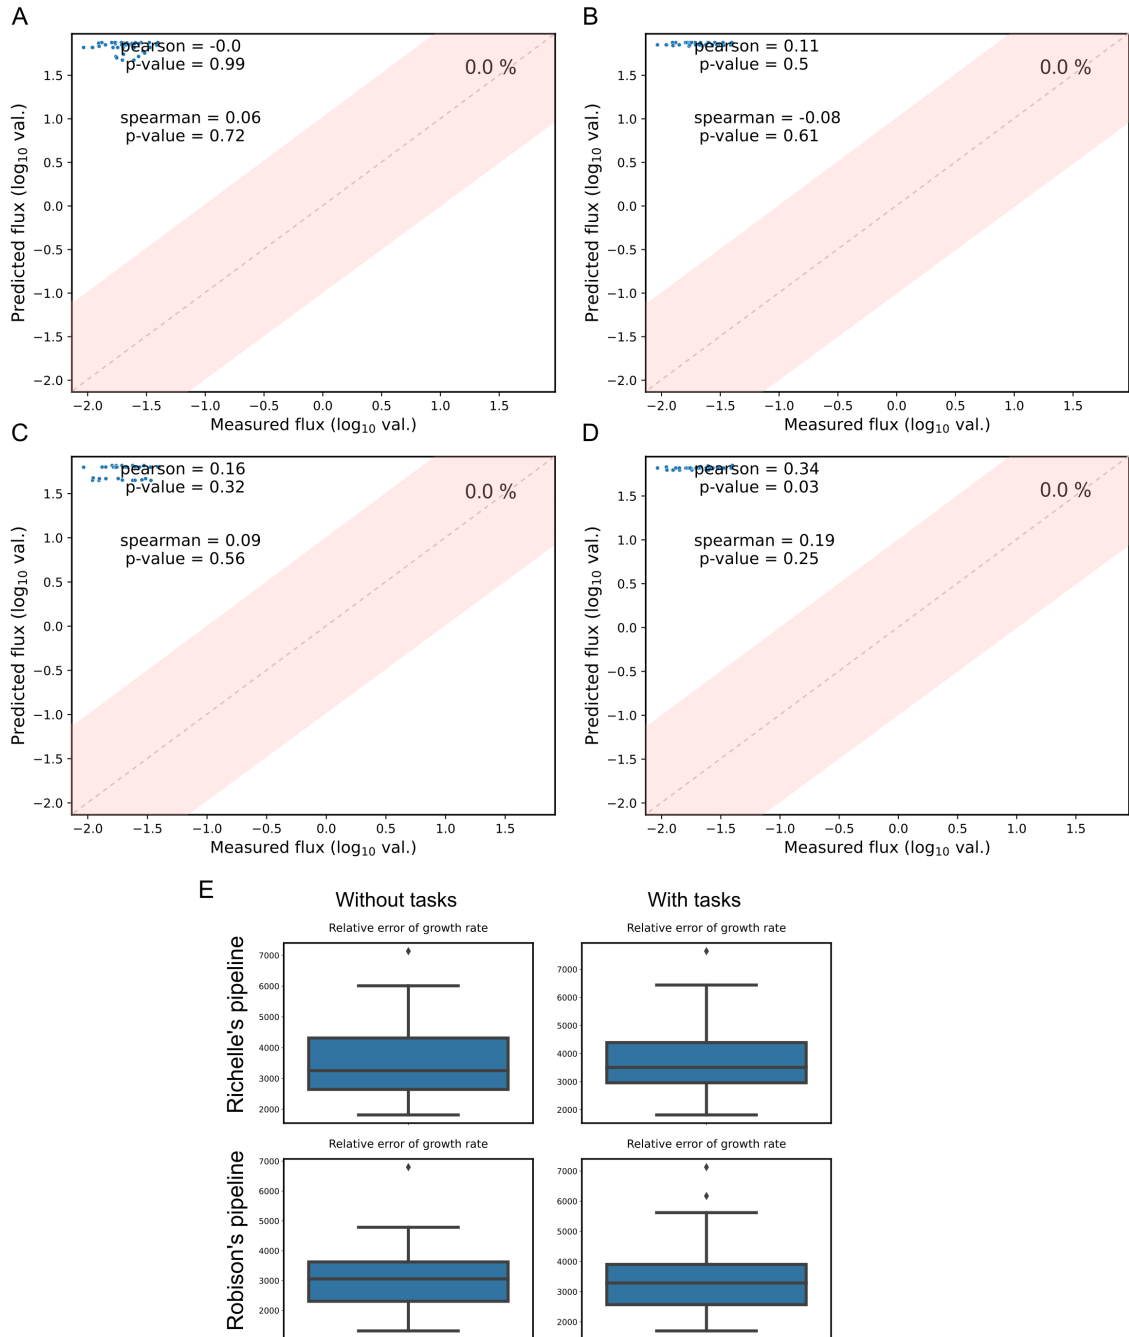 A
pearson = -0.0
p-value = 0.99
0.0 %
spearman = 0.06
p-value = 0.72
Predicted flux (log10 val.)
1.5
1.0
0.5
0.0
−0.5
−1.0
−1.5
−2.0
−2.0 −1.5 −1.0 −0.5 0.0 0.5 1.0 1.5
Measured flux (log10 val.)
B
pearson = 0.11
p-value = 0.5
0.0 %
spearman = -0.08
p-value = 0.61
Predicted flux (log10 val.)
1.5
1.0
0.5
0.0
−0.5
−1.0
−1.5
−2.0
−2.0 −1.5 −1.0 −0.5 0.0 0.5 1.0 1.5
Measured flux (log10 val.)
C
pearson = 0.16
p-value = 0.32
0.0 %
spearman = 0.09
p-value = 0.56
Predicted flux (log10 val.)
1.5
1.0
0.5
0.0
−0.5
−1.0
−1.5
−2.0
−2.0 −1.5 −1.0 −0.5 0.0 0.5 1.0 1.5
Measured flux (log10 val.)
D
pearson = 0.34
p-value = 0.03
0.0 %
spearman = 0.19
p-value = 0.25
Predicted flux (log10 val.)
1.5
1.0
0.5
0.0
−0.5
−1.0
−1.5
−2.0
−2.0 −1.5 −1.0 −0.5 0.0 0.5 1.0 1.5
Measured flux (log10 val.)
E
Without tasks
With tasks
Richelle's pipeline
Relative error of growth rate
7000
6000
5000
4000
3000
2000
Relative error of growth rate
7000
6000
5000
4000
3000
2000
Robison's pipeline
Relative error of growth rate
7000
6000
5000
4000
3000
2000
Relative error of growth rate
7000
6000
5000
4000
3000
2000